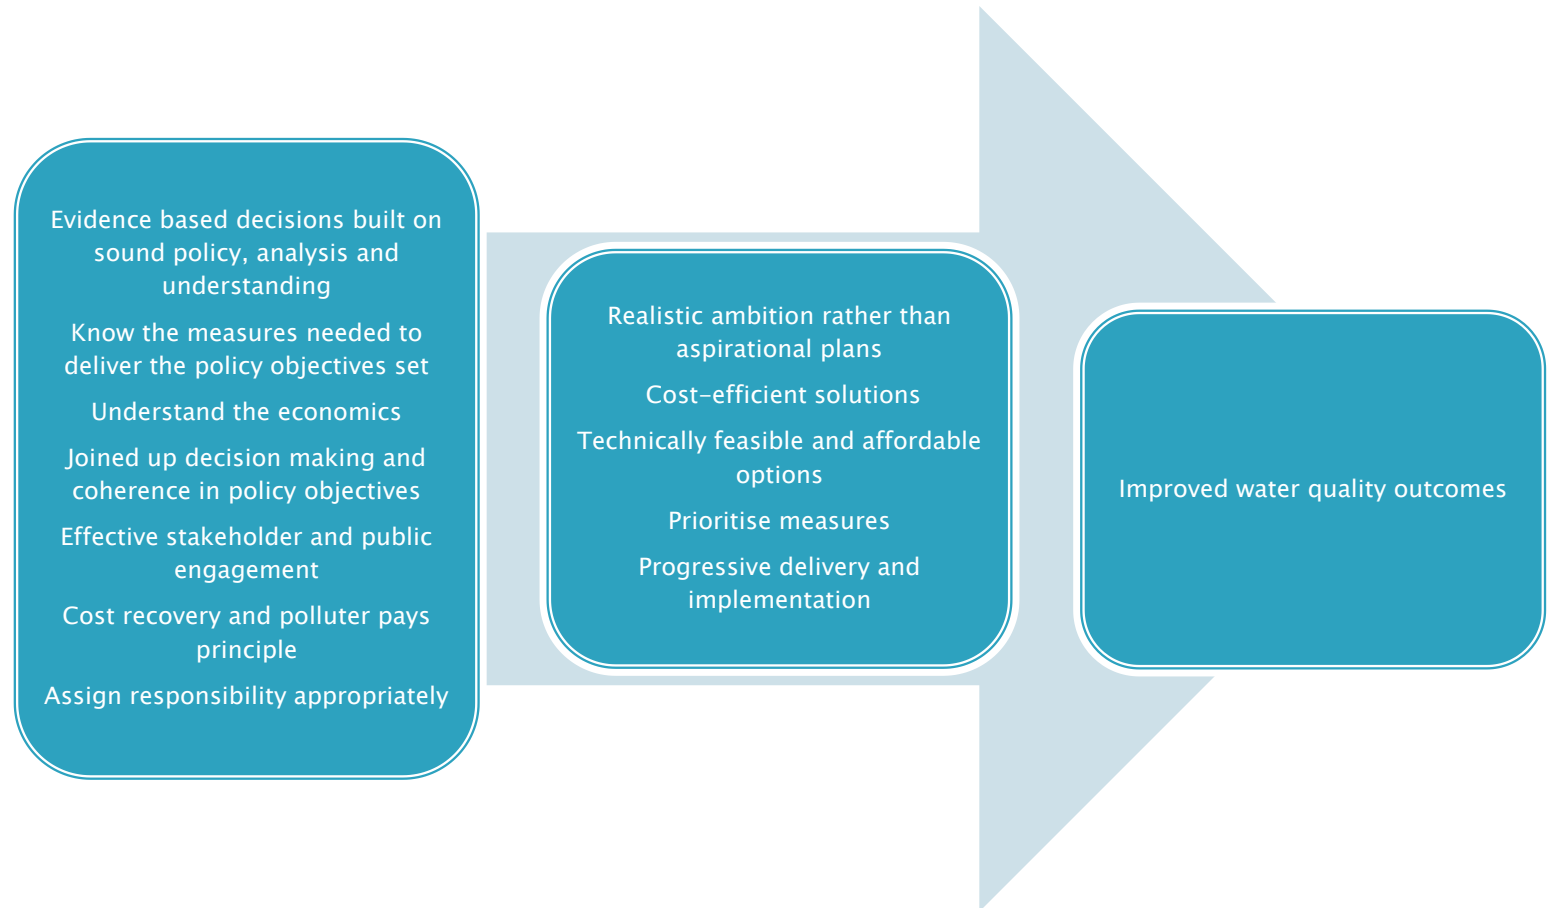 Evidence based decisions built on
sound policy, analysis and
understanding
Know the measures needed to
deliver the policy objectives set
Understand the economics
Joined up decision making and
coherence in policy objectives
Effective stakeholder and public
engagement
Cost recovery and polluter pays
principle
Assign responsibility appropriately
Realistic ambition rather than
aspirational plans
Cost-efficient solutions
Technically feasible and affordable
options
Prioritise measures
Progressive delivery and
implementation
Improved water quality outcomes